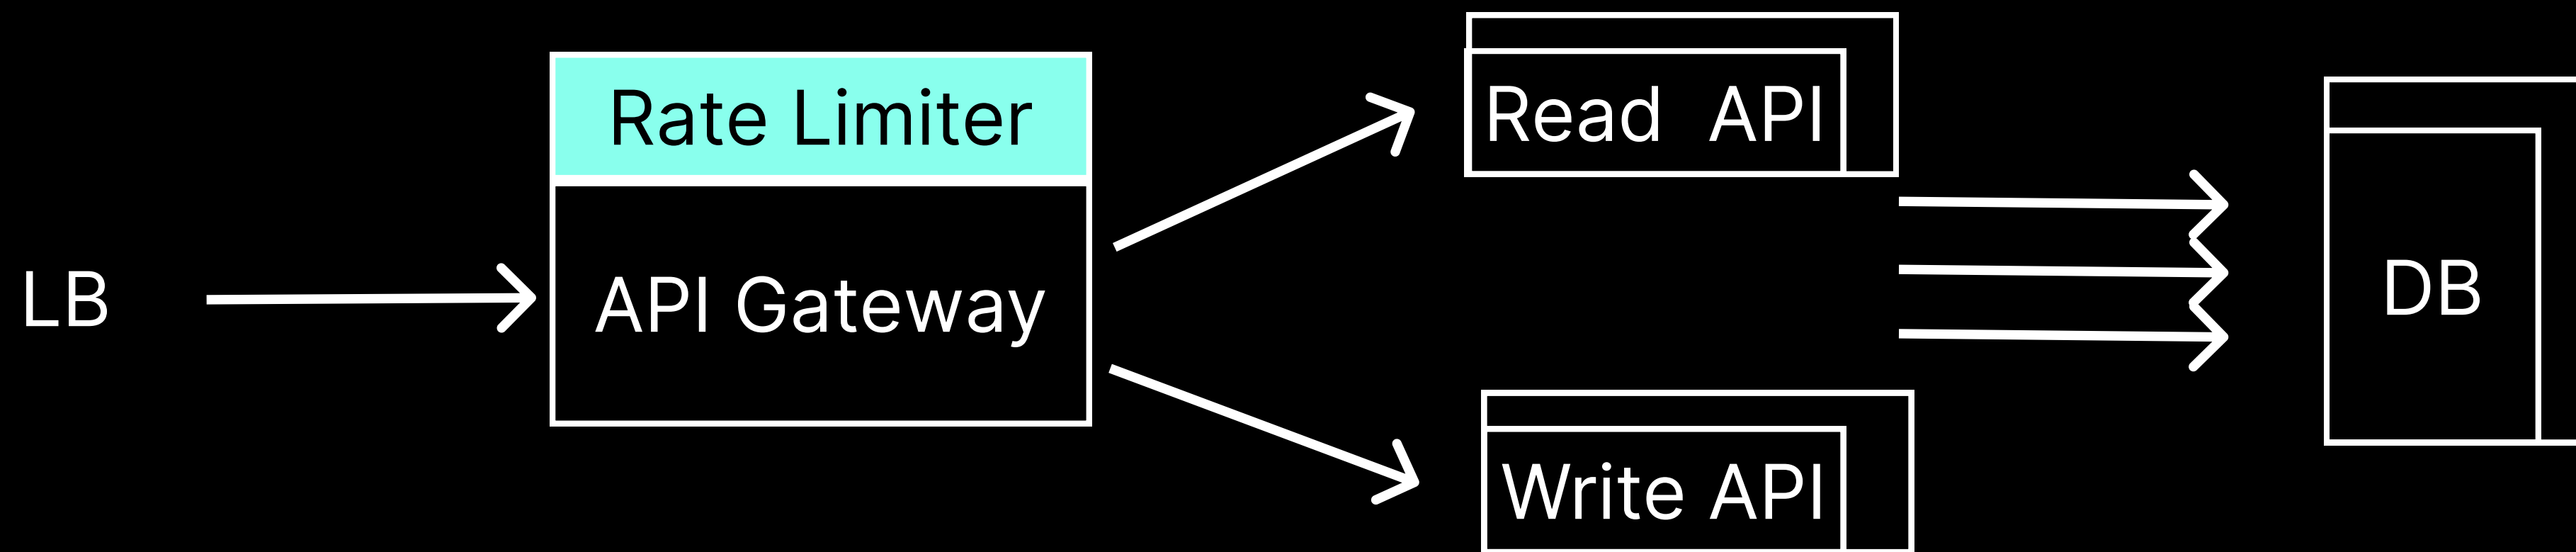 LB
Rate Limiter
API Gateway
Read API
Write API
DB